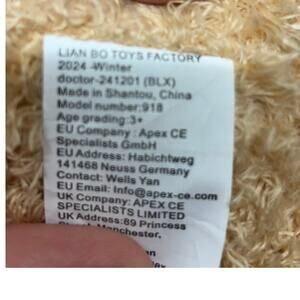 LIAN BO TOYS FACTORY
2024 -Winter
doctor-241201 (BLX)
Made in Shantou, China
Model number:918
Age grading:3+
EU Company : Apex CE
Specialists GmbH
EU Address: Habichtweg
141468 Neuss Germany
Contact: Wells Yan
EU Email: Info@apex-ce.com
UK Company: APEX CE
SPECIALISTS LIMITED
UK Address:89 Princess
Manchester,